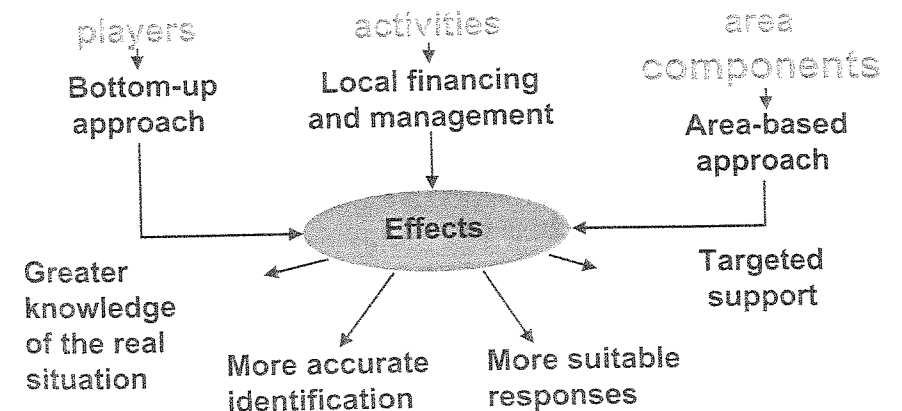 players
Bottom-up
approach
activities
Local financing
and management
area
components
Area-based
approach
Effects
Greater
knowledge
of the real
situation
More accurate
identification
More suitable
responses
Targeted
support